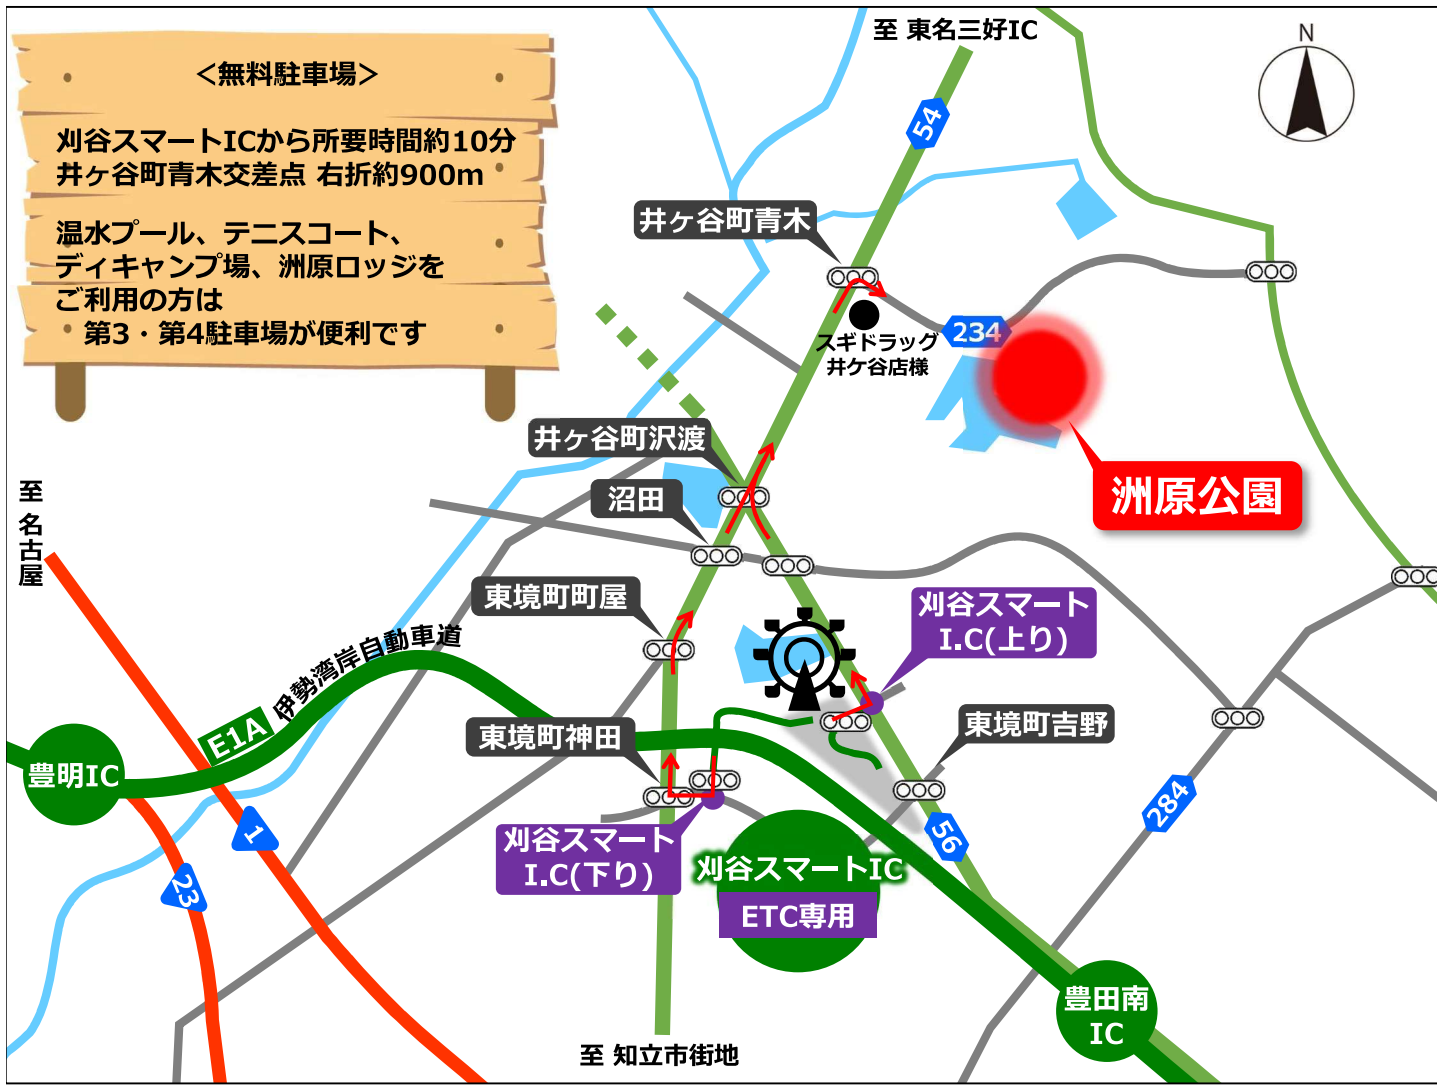 ＜無料駐車場＞
刈谷スマートICから所要時間約10分
井ヶ谷町青木交差点 右折約900m
温水プール、テニスコート、
ディキャンプ場、洲原ロッジを
ご利用の方は
第3・第4駐車場が便利です
至 東名三好IC
N
54
井ヶ谷町青木
234
スギドラッグ
井ケ谷店様
井ヶ谷町沢渡
洲原公園
沼田
至 名古屋
東境町町屋
刈谷スマート
I.C(上り)
伊勢湾岸自動車道
E1A
東境町神田
東境町吉野
豊明IC
284
1
56
刈谷スマート
I.C(下り)
刈谷スマートIC
ETC専用
23
豊田南
IC
至 知立市街地